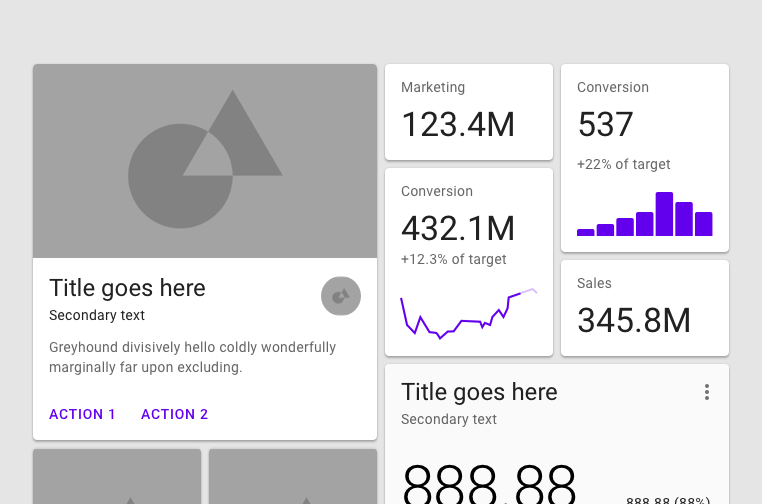 Title goes here
Secondary text
Greyhound divisively hello coldly wonderfully
marginally far upon excluding.
ACTION 1 ACTION 2
Marketing
123.4M
Conversion
432.1M
+12.3% of target
Conversion
537
+22% of target
Sales
345.8M
Title goes here
Secondary text
888.88
888.88 (88%)